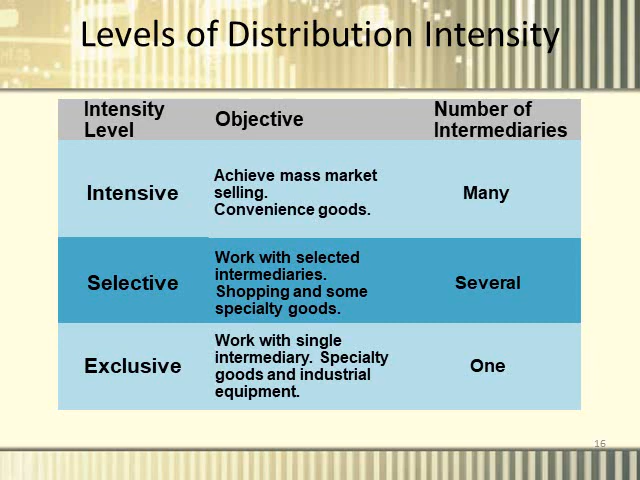 Levels of Distribution Intensity
Intensity
Level
Objective
Number of
Intermediaries
Intensive
Achieve mass market
selling.
Convenience goods.
Many
Selective
Work with selected
intermediaries.
Shopping and some
specialty goods.
Several
Exclusive
Work with single
intermediary. Specialty
goods and industrial
equipment.
One
16